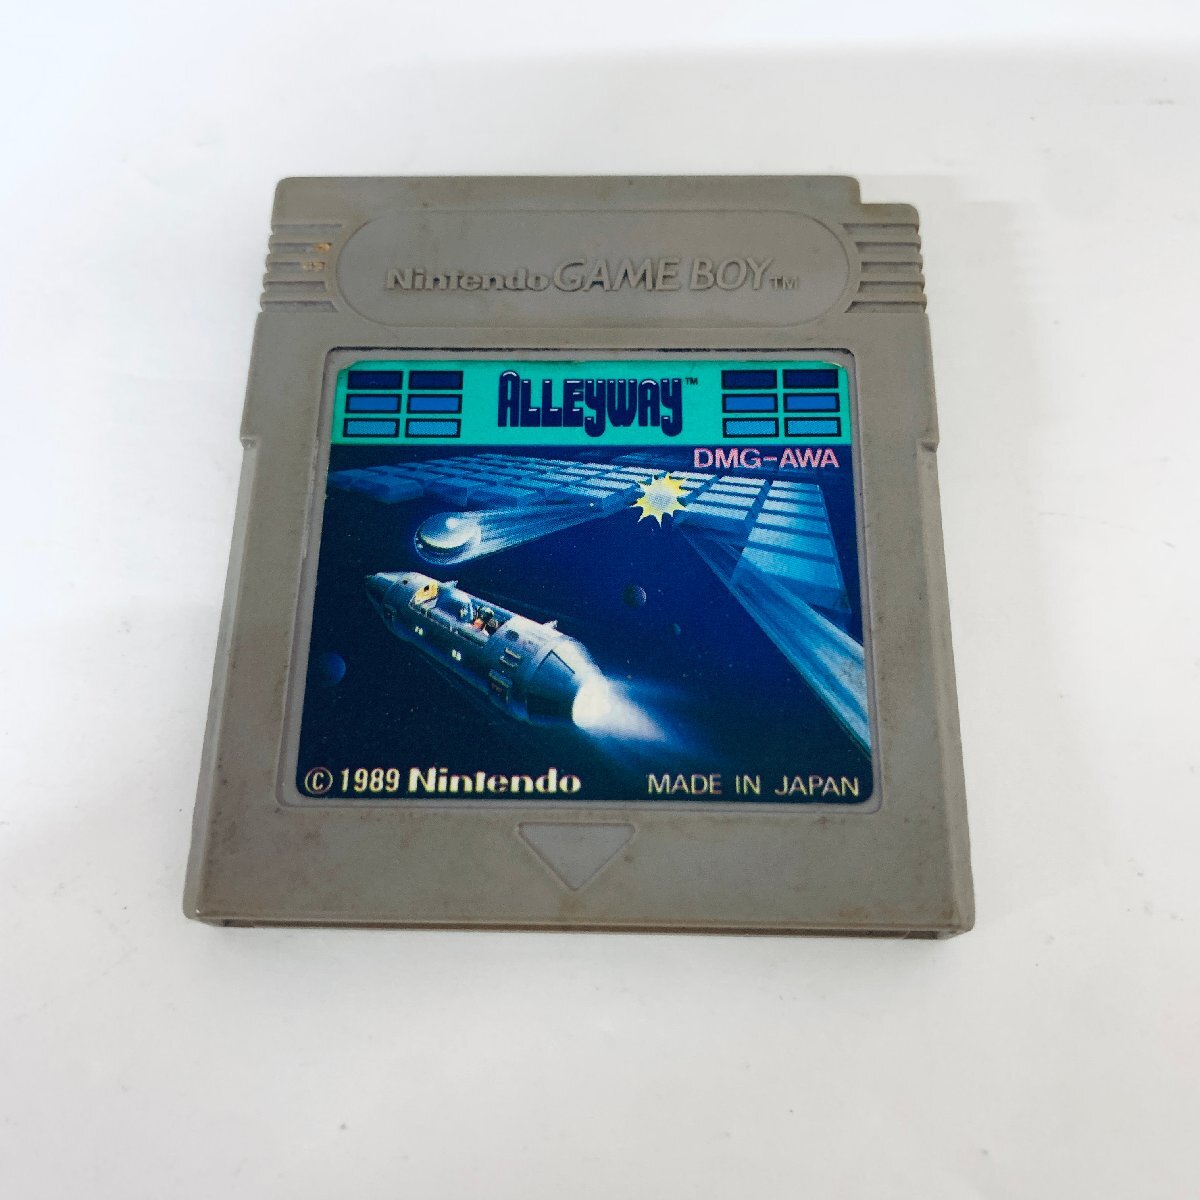 Nintendo GAME BOY™
ALLEYWAY™
DMG-AWA
© 1989 Nintendo
MADE IN JAPAN